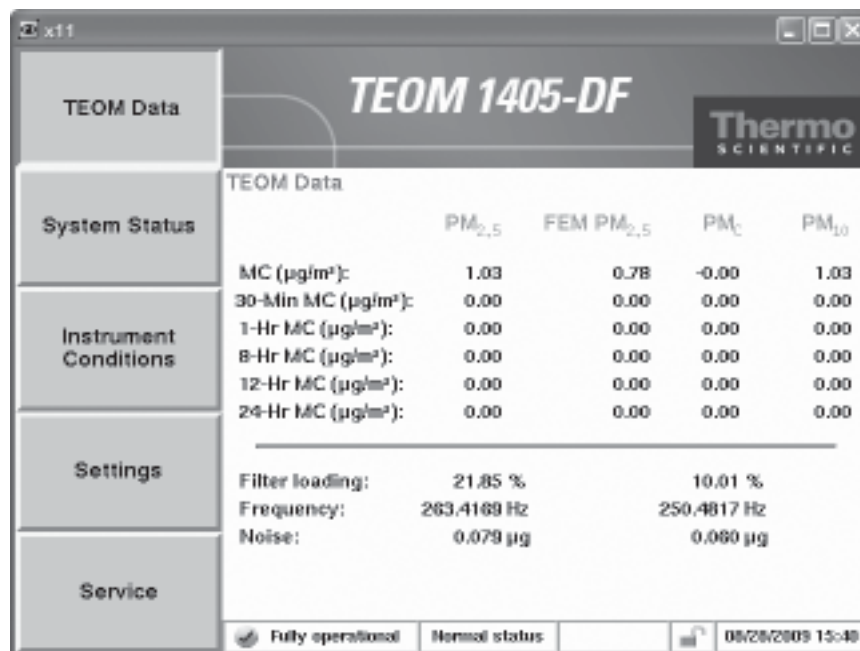 x11
TEOM Data
System Status
Instrument
Conditions
Settings
Service
TEOM 1405-DF
Thermo
SCIENTIFIC
TEOM Data
PM2,5 FEM PM2,5 PMC PM10
MC (µg/m³): 1.03 0.78 -0.00 1.03
30-Min MC (µg/m³): 0.00 0.00 0.00 0.00
1-Hr MC (µg/m³): 0.00 0.00 0.00 0.00
8-Hr MC (µg/m³): 0.00 0.00 0.00 0.00
12-Hr MC (µg/m³): 0.00 0.00 0.00 0.00
24-Hr MC (µg/m³): 0.00 0.00 0.00 0.00
Filter loading: 21.85 % 10.01 %
Frequency: 263.4169 Hz 250.4817 Hz
Noise: 0.079 µg 0.060 µg
Fully operational Normal status 08/28/2009 15:40